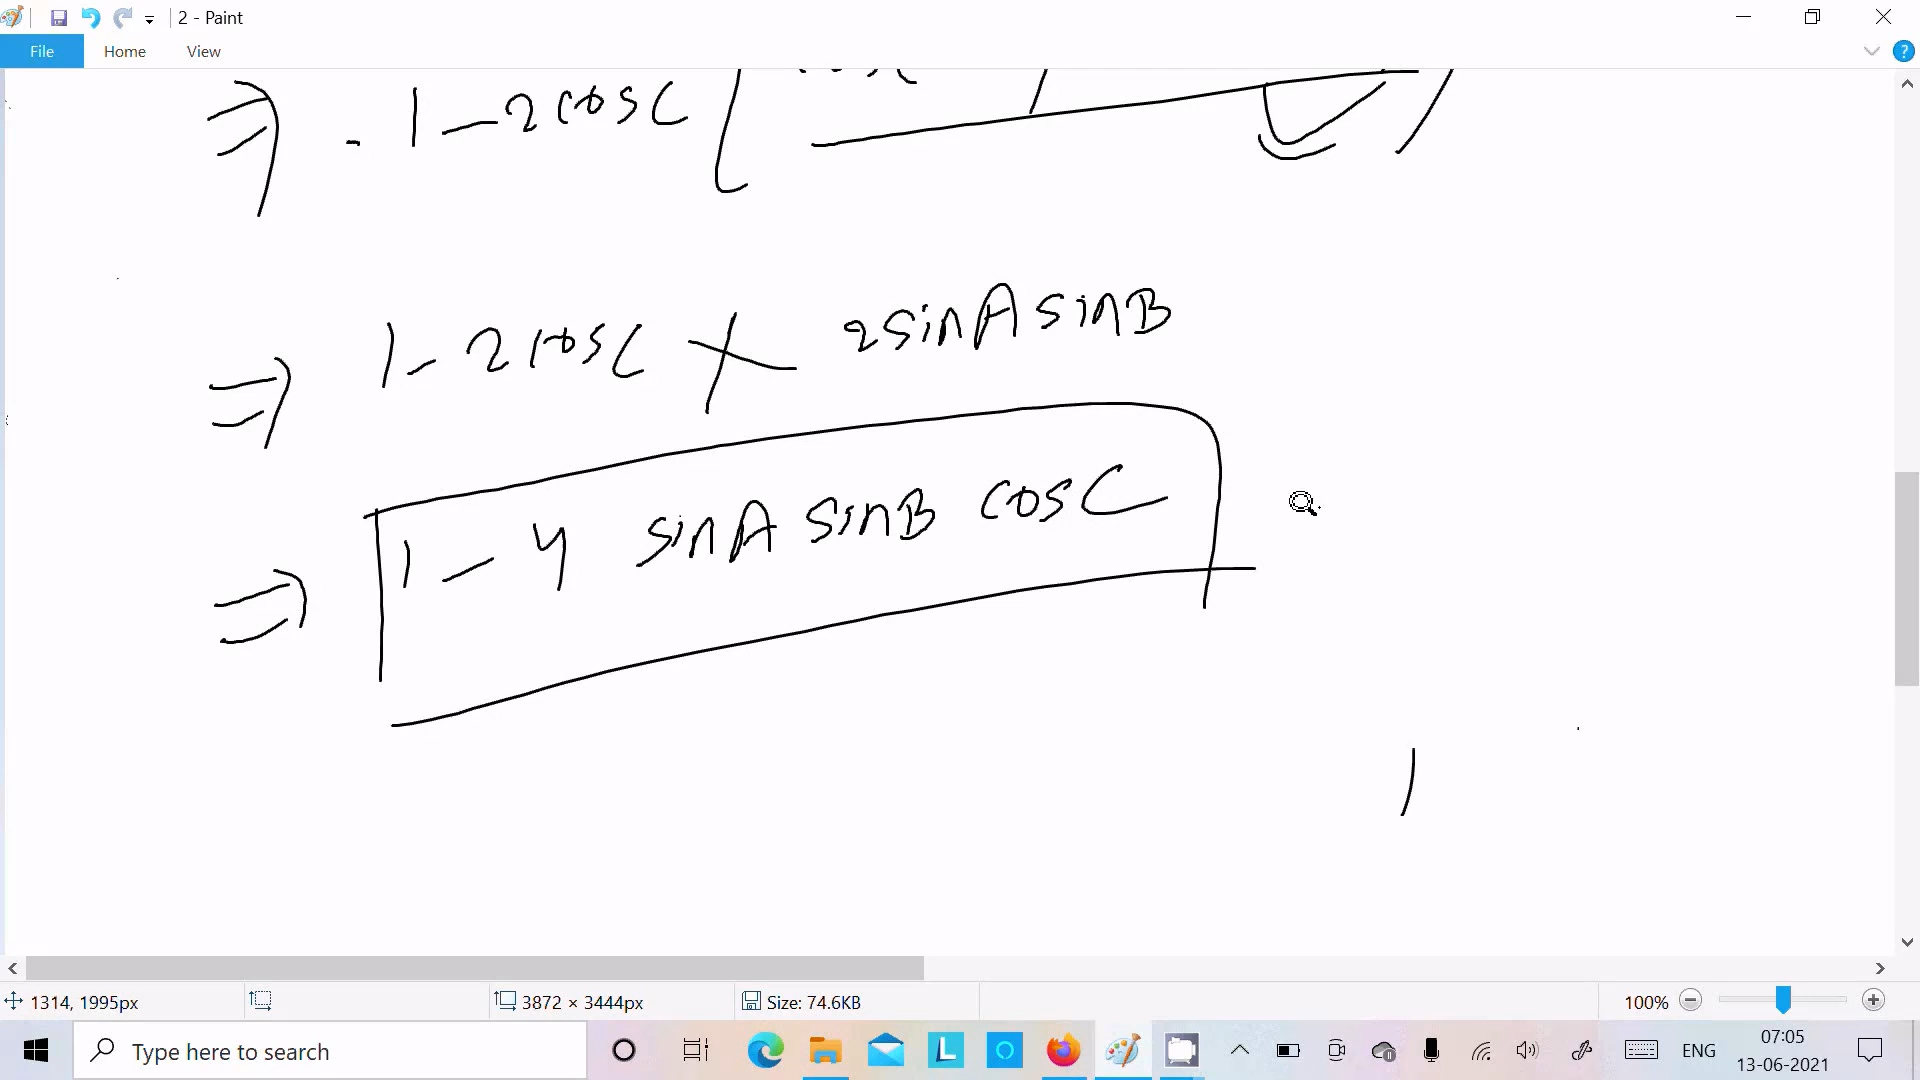 2 - Paint
File Home View
⇒ 1 - 2 cos C [
⇒ 1 - 2 cos C × 2 sin A sin B
⇒ 1 - 4 sin A sin B cos C
1314, 1995px 3872 × 3444px Size: 74.6KB 100%
Type here to search
ENG
07:05
13-06-2021